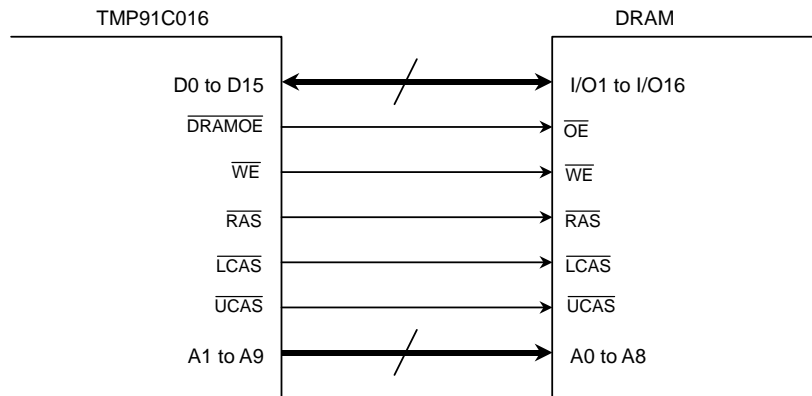 TMP91C016 DRAM
D0 to D15 I/O1 to I/O16
DRAMOE OE
WE WE
RAS RAS
LCAS LCAS
UCAS UCAS
A1 to A9 A0 to A8